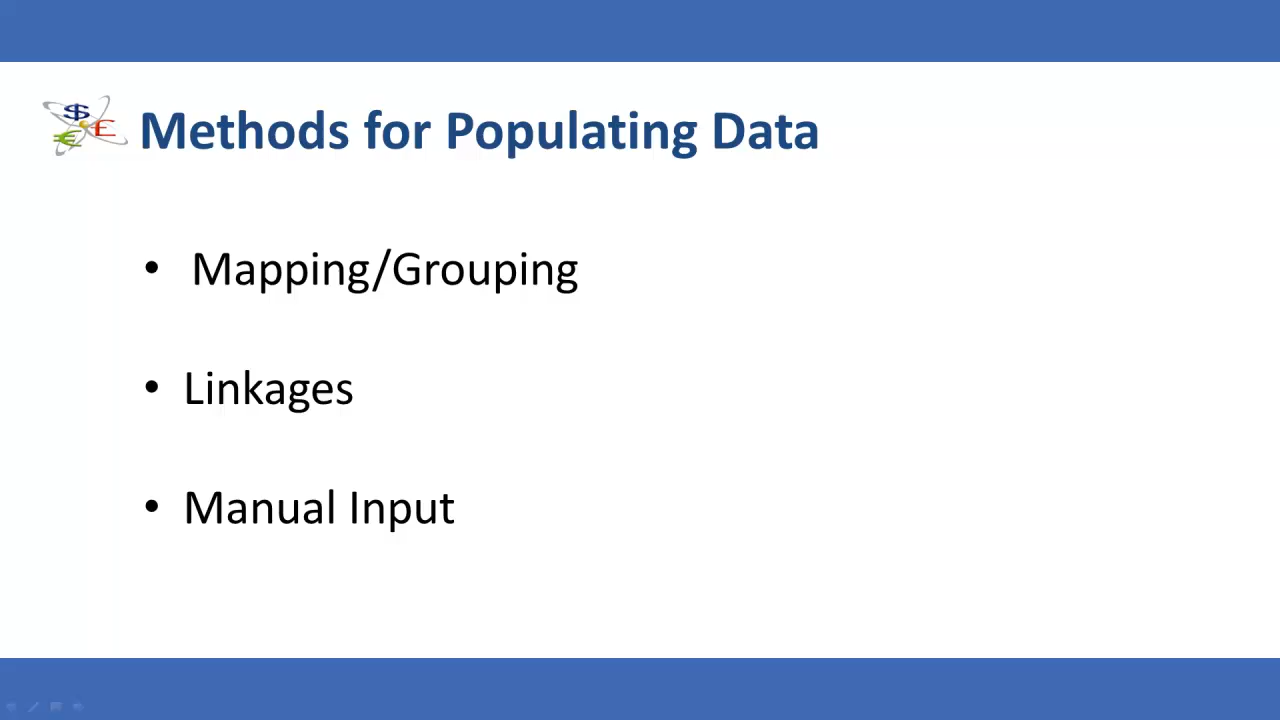 Methods for Populating Data
• Mapping/Grouping
• Linkages
• Manual Input